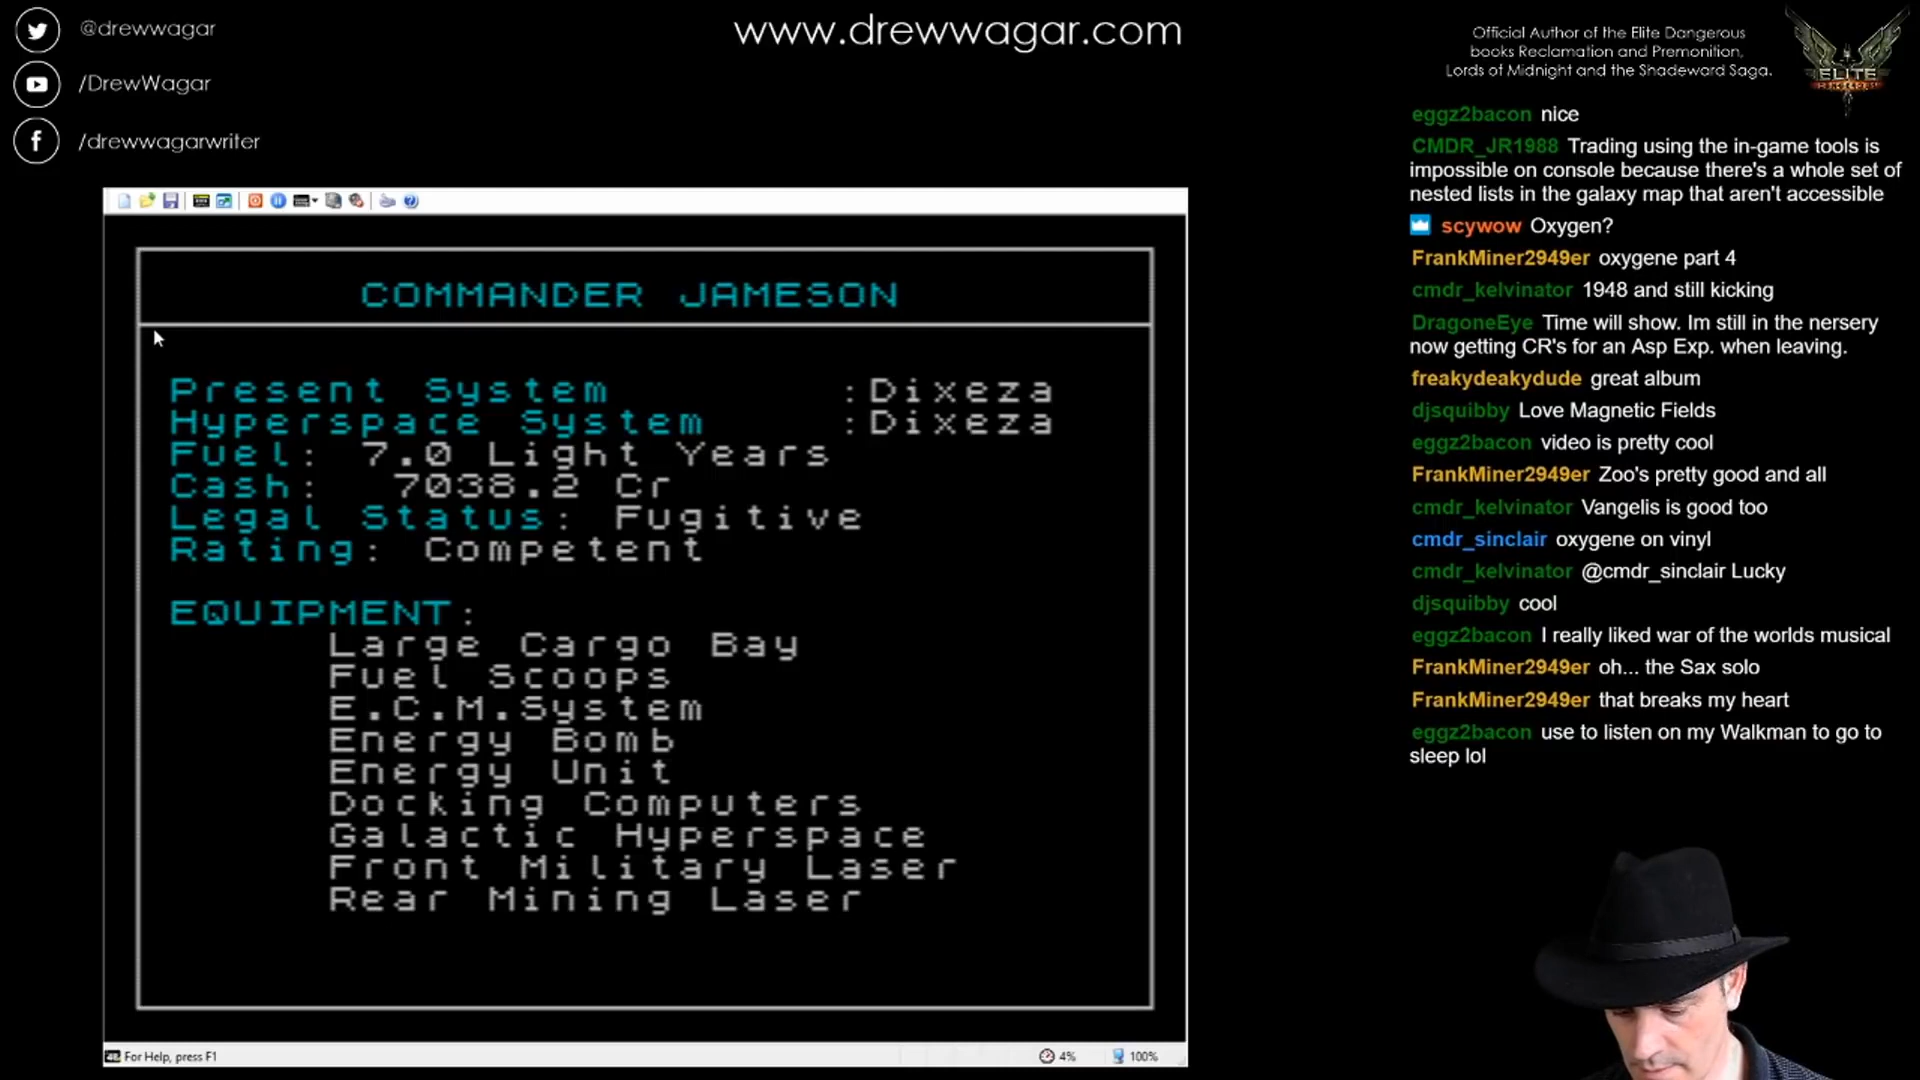 @drewwagar
/DrewWagar
/drewwagarwriter
www.drewwagar.com
Official Author of the Elite Dangerous
books Reclamation and Premonition,
Lords of Midnight and the Shadeward Saga.
ELITE
DANGEROUS
COMMANDER JAMESON
Present System :Dixeza
Hyperspace System :Dixeza
Fuel: 7.0 Light Years
Cash: 7038.2 Cr
Legal Status: Fugitive
Rating: Competent
EQUIPMENT:
Large Cargo Bay
Fuel Scoops
E.C.M.System
Energy Bomb
Energy Unit
Docking Computers
Galactic Hyperspace
Front Military Laser
Rear Mining Laser
For Help, press F1
4%
100%
eggz2bacon nice
CMDR_JR1988 Trading using the in-game tools is
impossible on console because there's a whole set of
nested lists in the galaxy map that aren't accessible
scywow Oxygen?
FrankMiner2949er oxygene part 4
cmdr_kelvinator 1948 and still kicking
DragoneEye Time will show. Im still in the nersery
now getting CR's for an Asp Exp. when leaving.
freakydeakydude great album
djsquibby Love Magnetic Fields
eggz2bacon video is pretty cool
FrankMiner2949er Zoo's pretty good and all
cmdr_kelvinator Vangelis is good too
cmdr_sinclair oxygene on vinyl
cmdr_kelvinator @cmdr_sinclair Lucky
djsquibby cool
eggz2bacon I really liked war of the worlds musical
FrankMiner2949er oh... the Sax solo
FrankMiner2949er that breaks my heart
eggz2bacon use to listen on my Walkman to go to
sleep lol